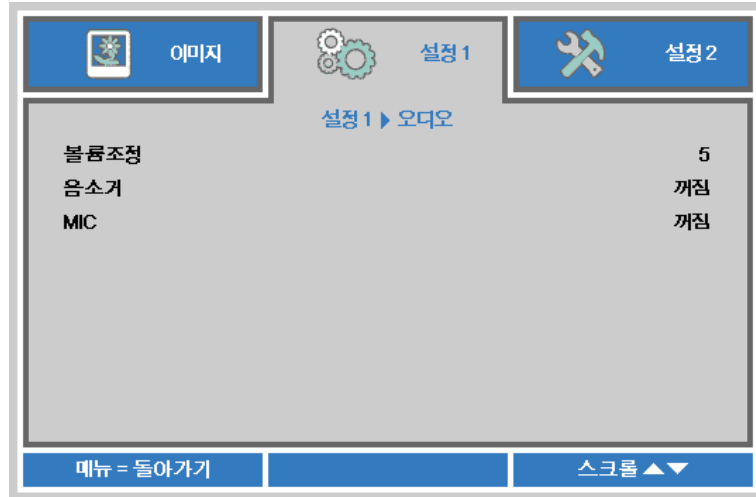 이미지 설정 1 설정 2
설정 1 ▶ 오디오
볼륨조정 5
음소거 꺼짐
MIC 꺼짐
메뉴 = 돌아가기 스크롤 ▲▼